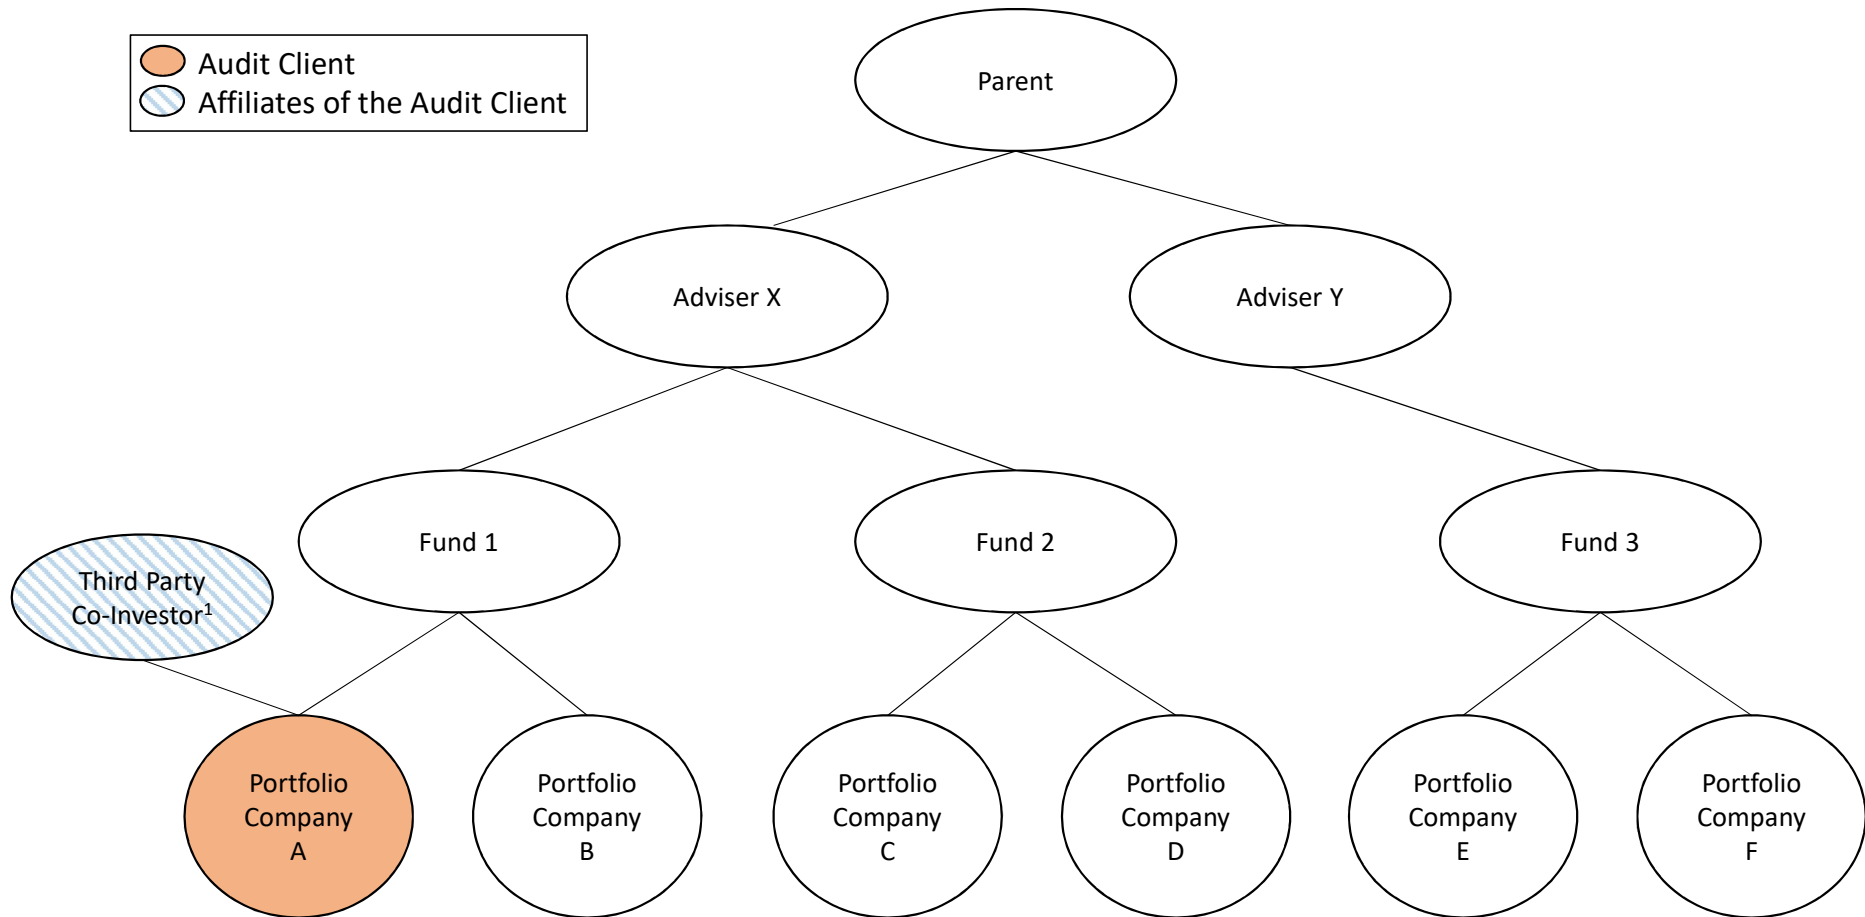 Audit Client
Affiliates of the Audit Client
Parent
Adviser X
Adviser Y
Fund 1
Fund 2
Fund 3
Third Party
Co-Investor¹
Portfolio
Company
A
Portfolio
Company
B
Portfolio
Company
C
Portfolio
Company
D
Portfolio
Company
E
Portfolio
Company
F